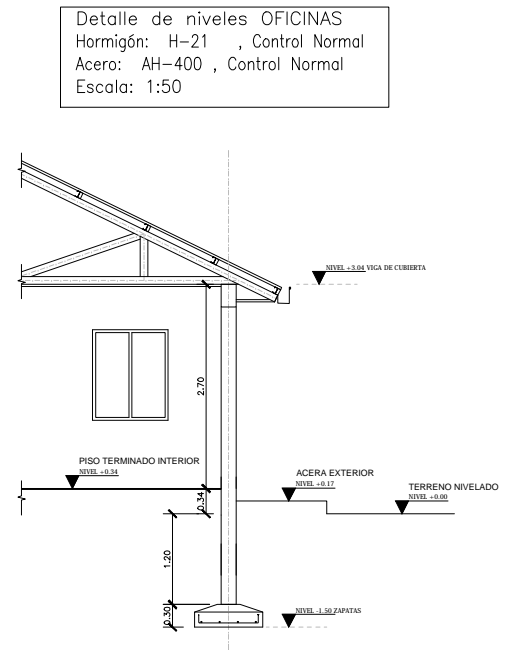 Detalle de niveles OFICINAS
Hormigón: H-21 , Control Normal
Acero: AH-400 , Control Normal
Escala: 1:50
NIVEL +3.04 VIGA DE CUBIERTA
2.70
PISO TERMINADO INTERIOR
NIVEL +0.34
ACERA EXTERIOR
NIVEL +0.17
TERRENO NIVELADO
NIVEL +0.00
0.34
1.20
0.30
NIVEL -1.50 ZAPATAS